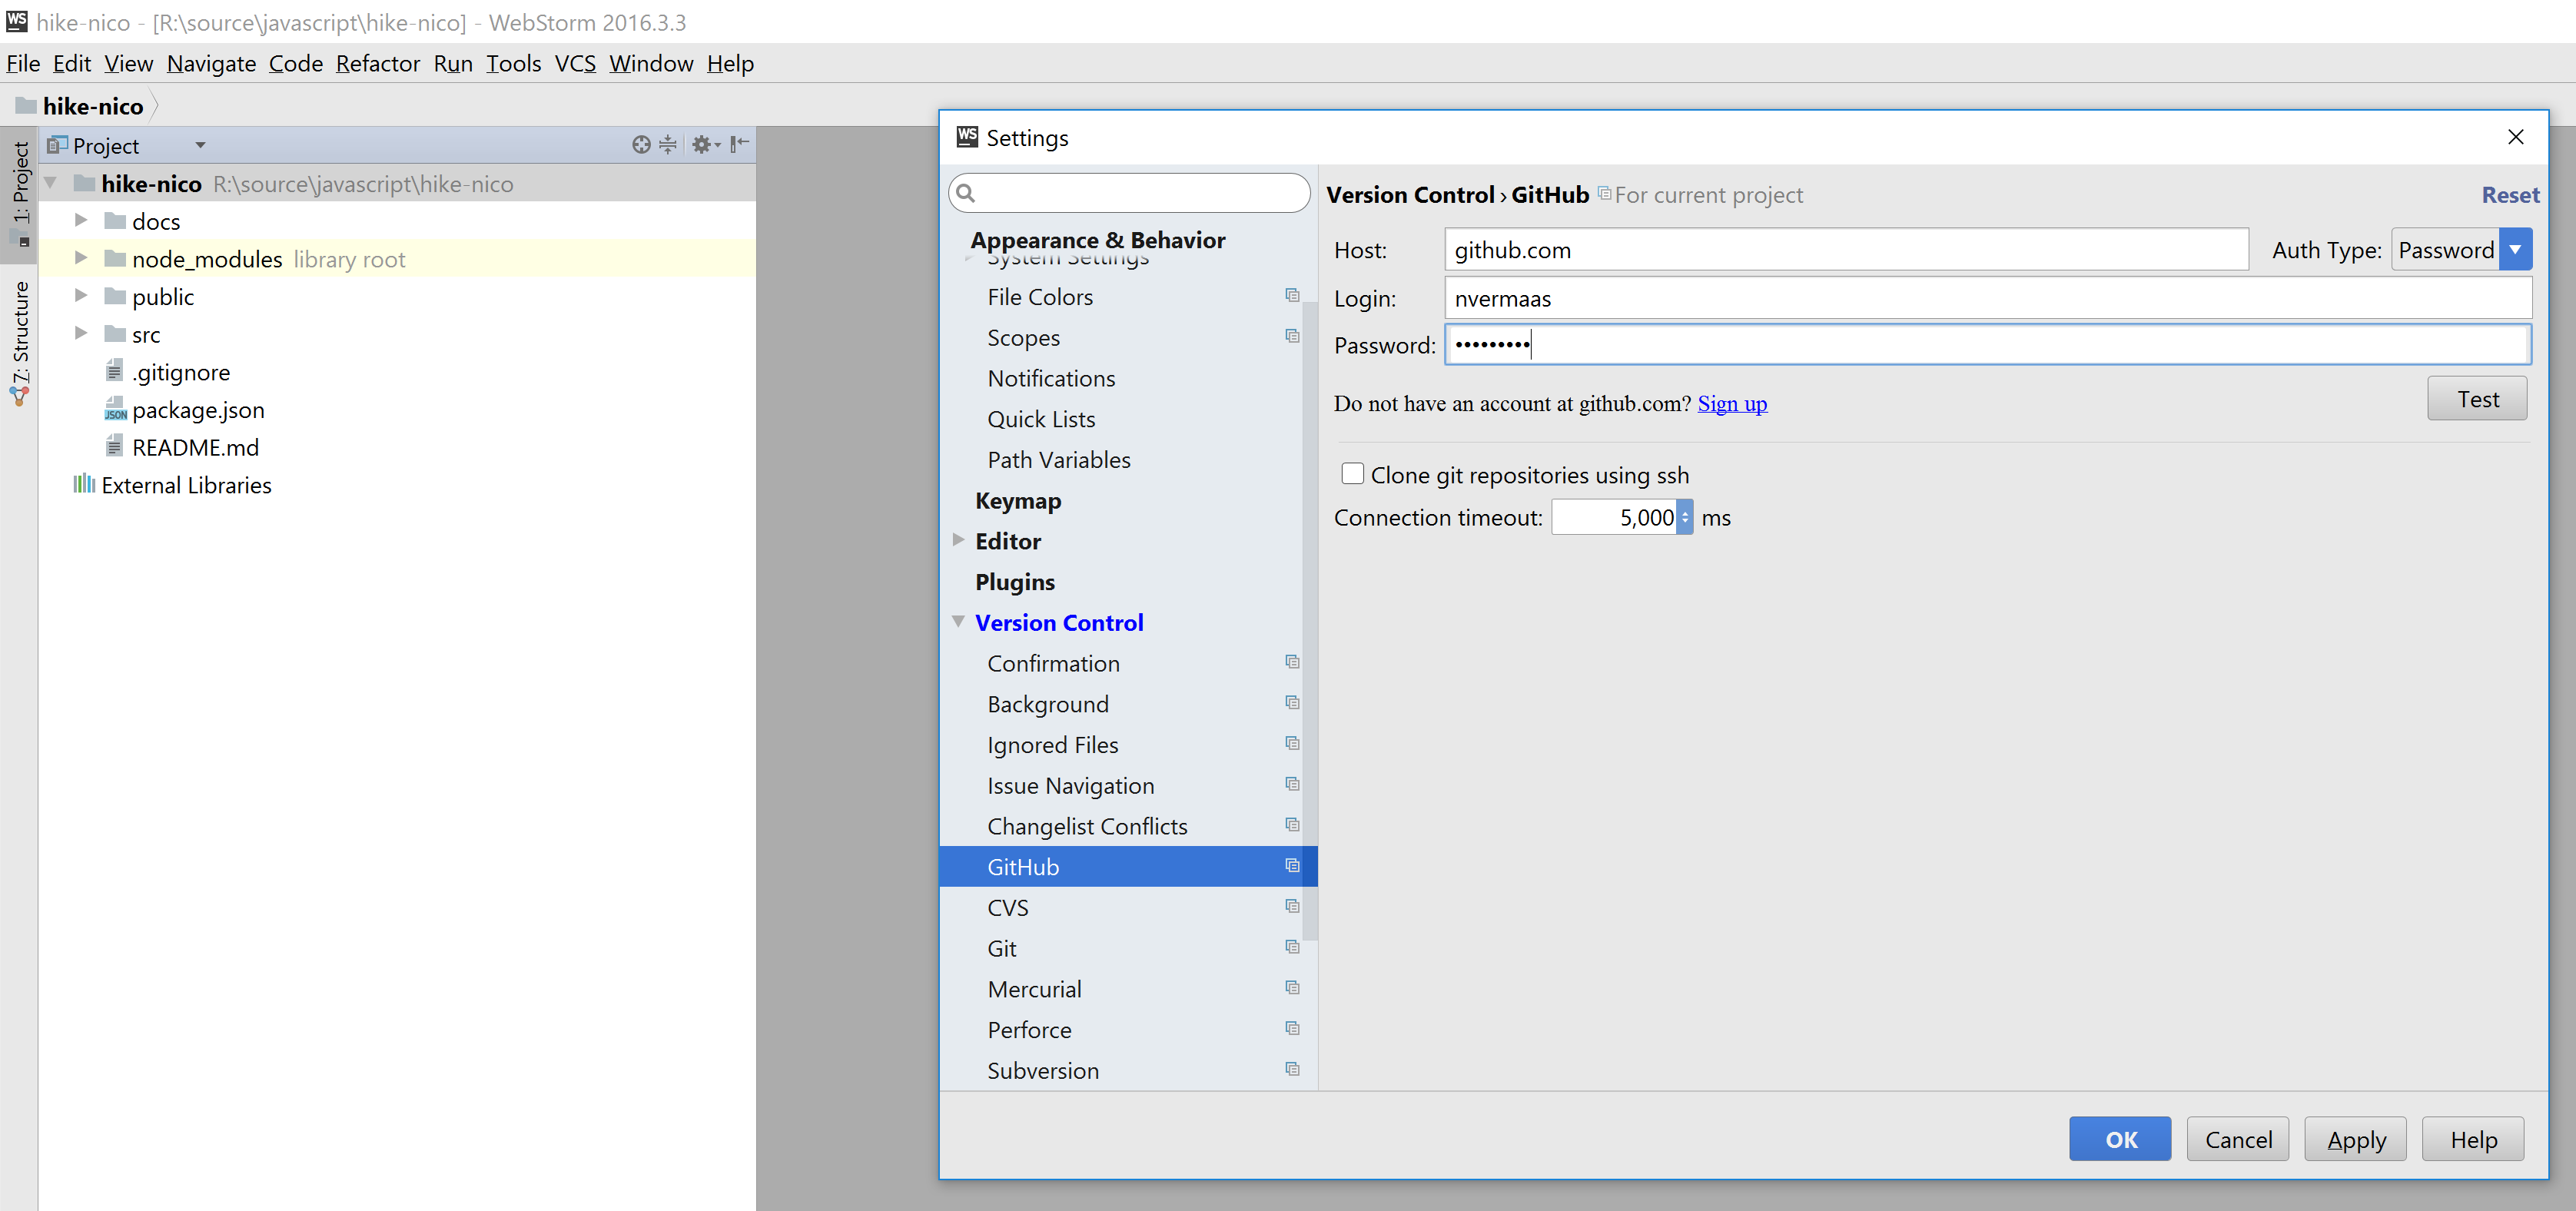 WS hike-nico - [R:\source\javascript\hike-nico] - WebStorm 2016.3.3
File Edit View Navigate Code Refactor Run Tools VCS Window Help
hike-nico
1: Project
7: Structure
Project
hike-nico R:\source\javascript\hike-nico
docs
node_modules library root
public
src
.gitignore
JSON package.json
README.md
External Libraries
WS Settings
Appearance & Behavior
System Settings
File Colors
Scopes
Notifications
Quick Lists
Path Variables
Keymap
Editor
Plugins
Version Control
Confirmation
Background
Ignored Files
Issue Navigation
Changelist Conflicts
GitHub
CVS
Git
Mercurial
Perforce
Subversion
Version Control › GitHub For current project Reset
Host: github.com Auth Type: Password
Login: nvermaas
Password: •••••••••
Do not have an account at github.com? Sign up
Test
Clone git repositories using ssh
Connection timeout: 5,000 ms
OK Cancel Apply Help